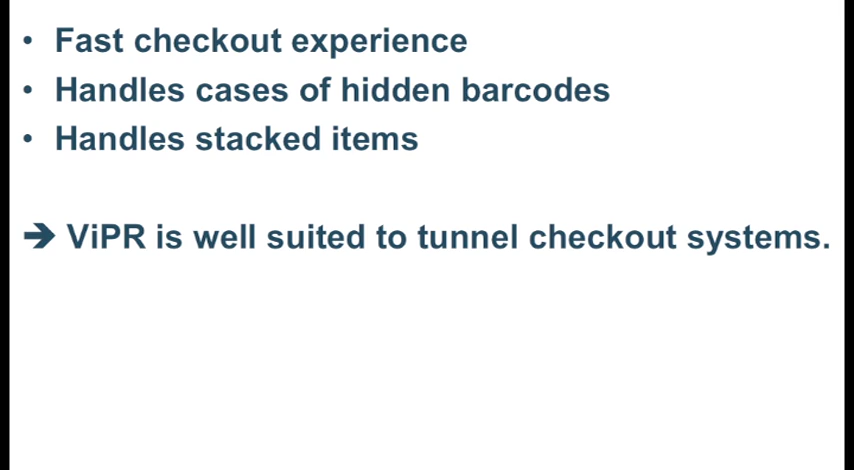 • Fast checkout experience
• Handles cases of hidden barcodes
• Handles stacked items
➔ ViPR is well suited to tunnel checkout systems.